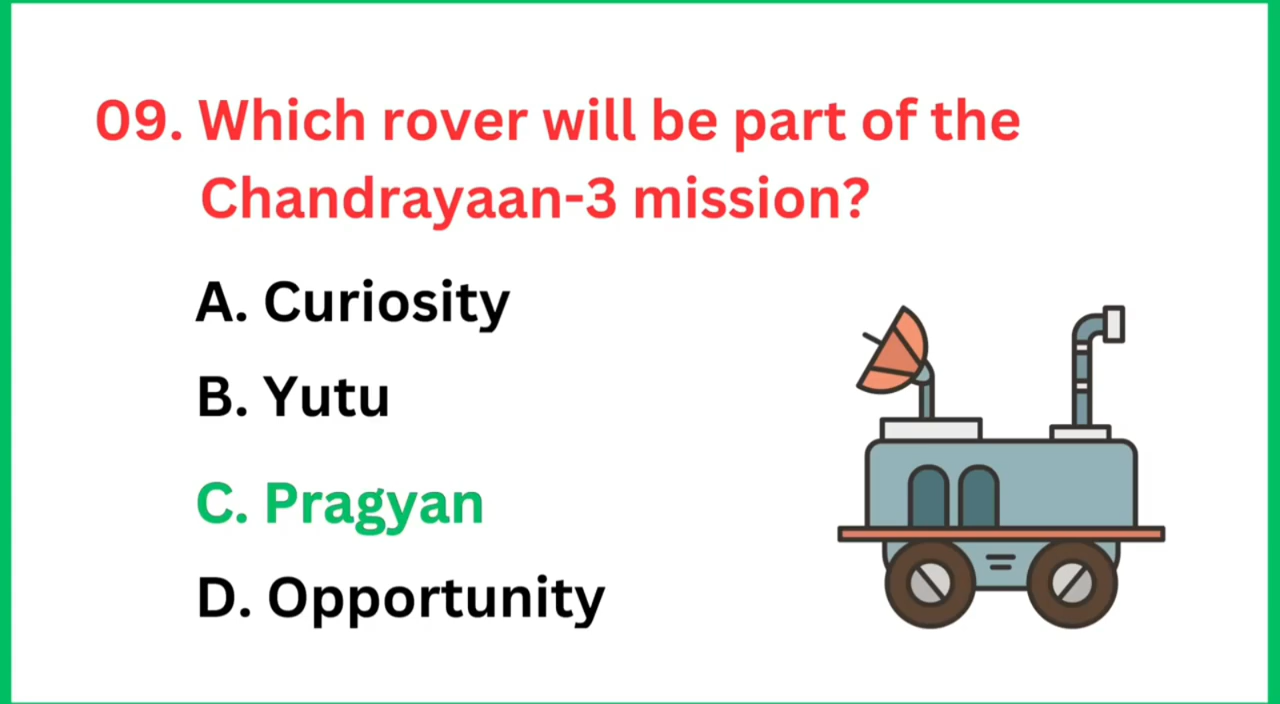 09. Which rover will be part of the
Chandrayaan-3 mission?
A. Curiosity
B. Yutu
C. Pragyan
D. Opportunity